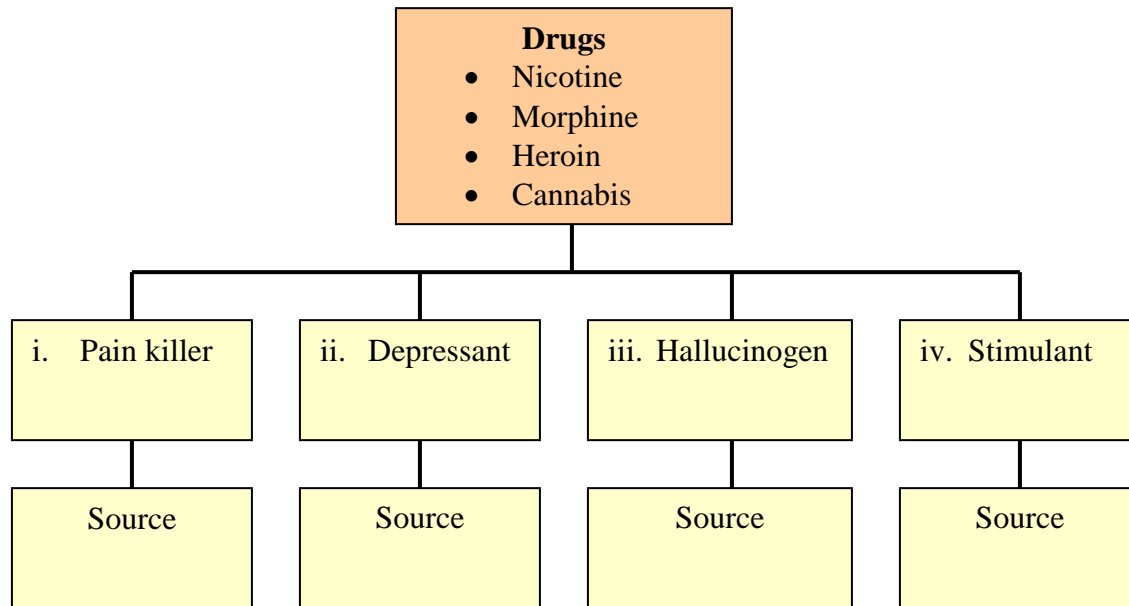 Drugs
• Nicotine
• Morphine
• Heroin
• Cannabis
i. Pain killer
ii. Depressant
iii. Hallucinogen
iv. Stimulant
Source
Source
Source
Source